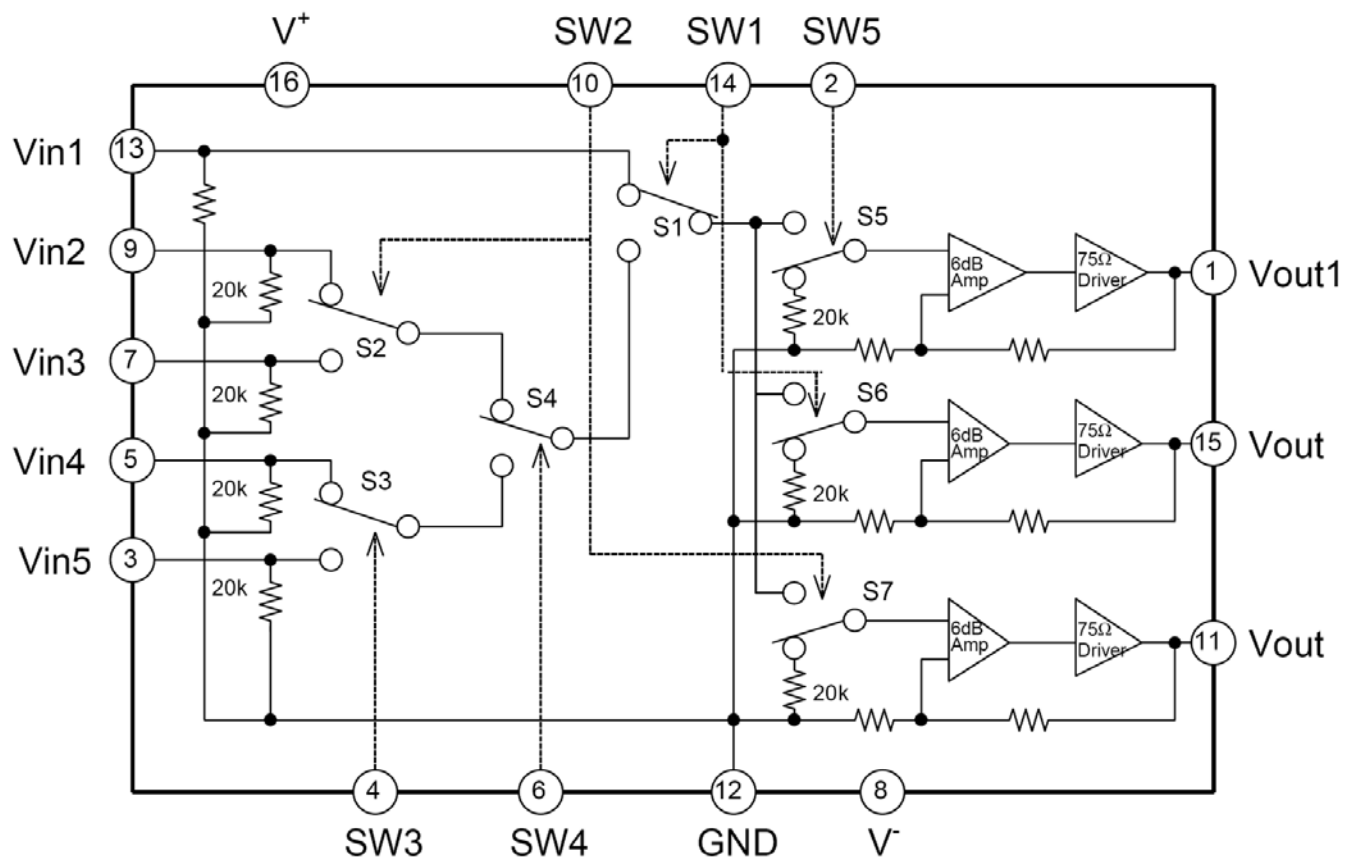 V+ SW2 SW1 SW5
16 10 14 2
Vin1 13
S1 S5
Vin2 9
20k
6dB Amp
75Ω Driver
1 Vout1
S2
20k
Vin3 7
20k
S4 S6
6dB Amp
75Ω Driver
15 Vout
Vin4 5
20k
S3
20k
Vin5 3
20k
S7
6dB Amp
75Ω Driver
11 Vout
20k
4 6 12 8
SW3 SW4 GND V-